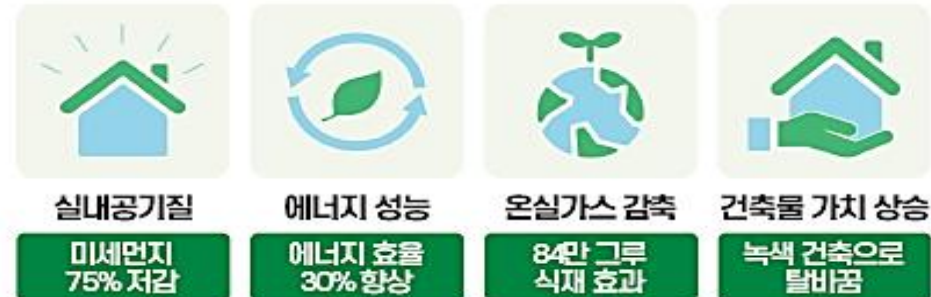 실내공기질
미세먼지
75% 저감
에너지 성능
에너지 효율
30% 향상
온실가스 감축
84만 그루
식재 효과
건축물 가치 상승
녹색 건축으로
탈바꿈